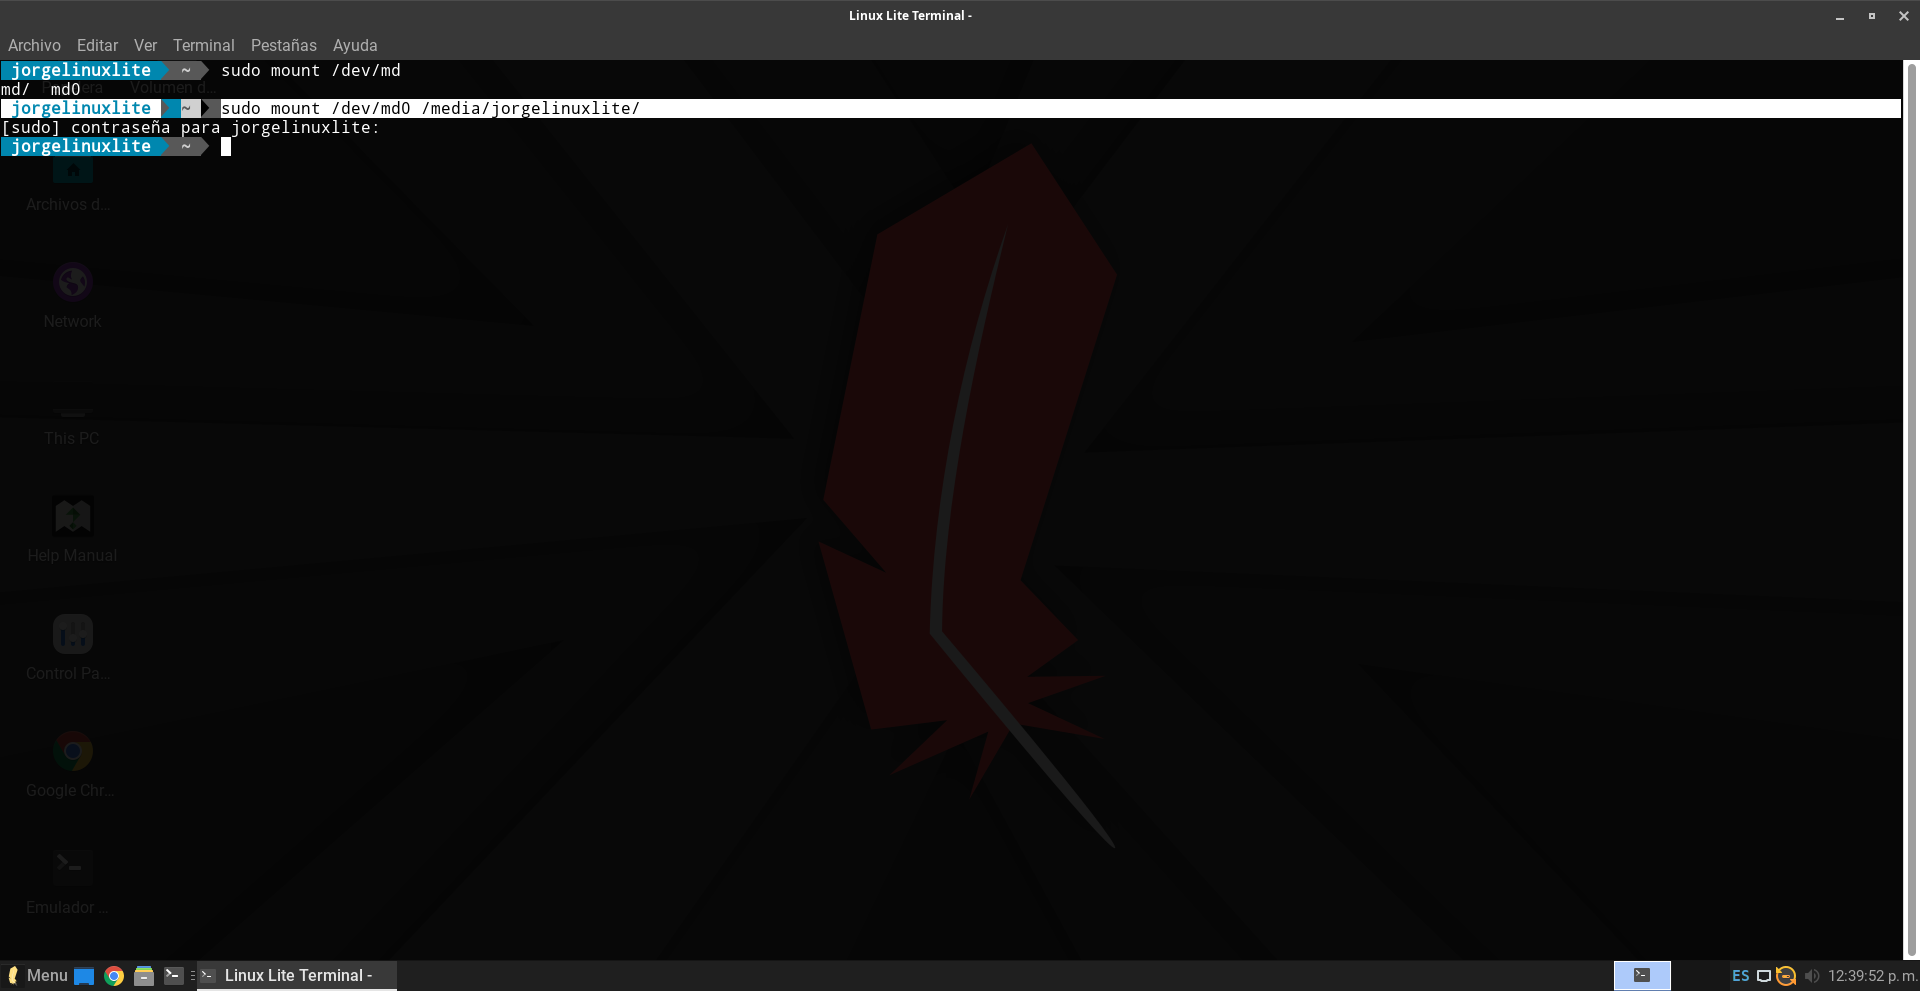 Linux Lite Terminal -
Archivo Editar Ver Terminal Pestañas Ayuda
jorgelinuxlite ~ sudo mount /dev/md
md/ md0
Volumen d...
jorgelinuxlite ~ sudo mount /dev/md0 /media/jorgelinuxlite/
[sudo] contraseña para jorgelinuxlite:
jorgelinuxlite ~
Archivos d...
Network
This PC
Help Manual
Control Pa...
Google Chr...
Emulador ...
Menu Linux Lite Terminal - ES 12:39:52 p. m.